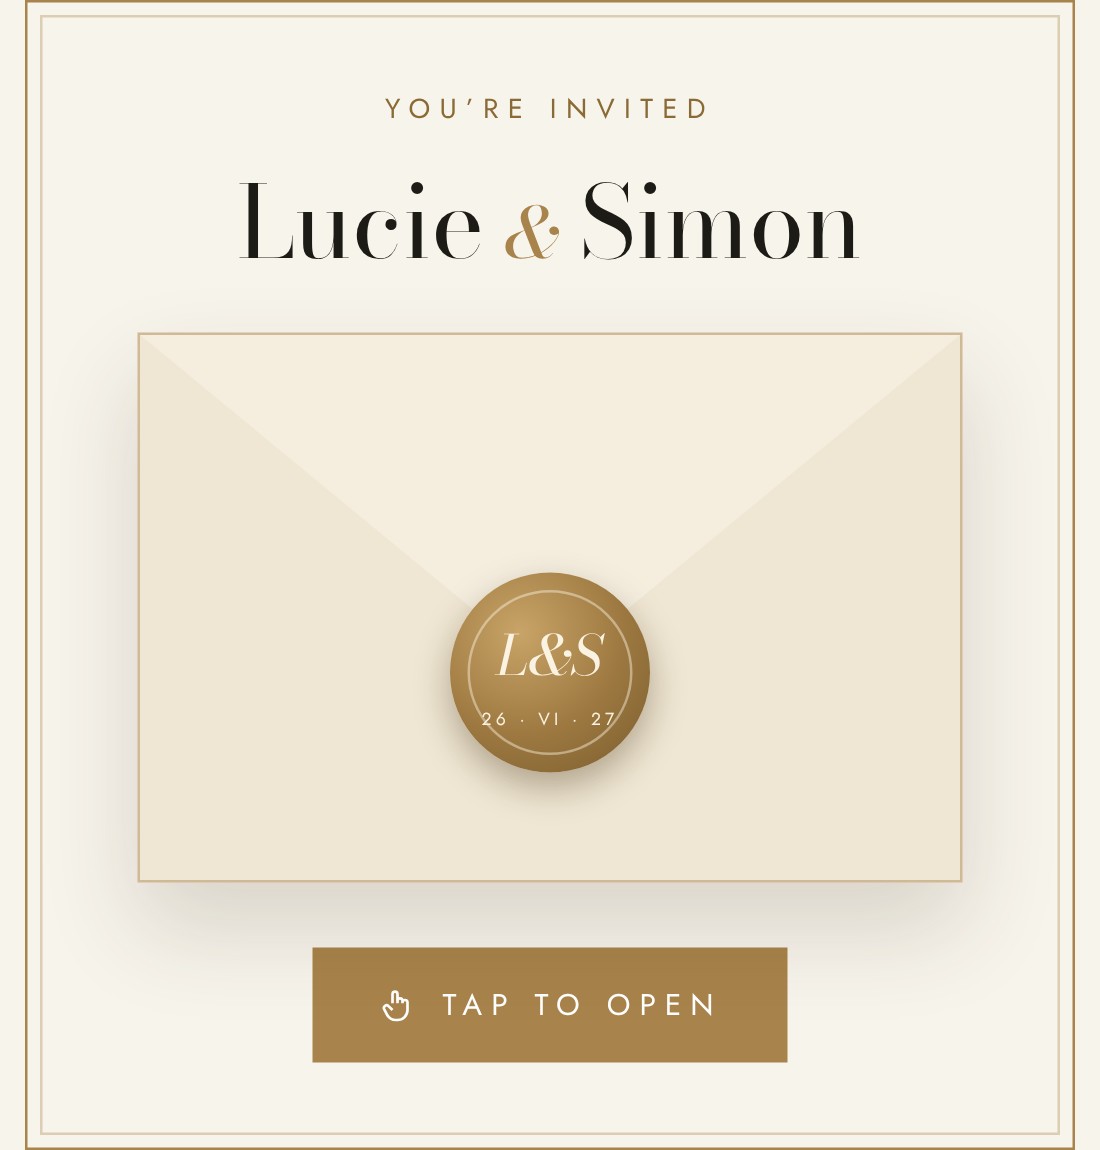 YOU’RE INVITED
Lucie & Simon
L&S
26 · VI · 27
TAP TO OPEN